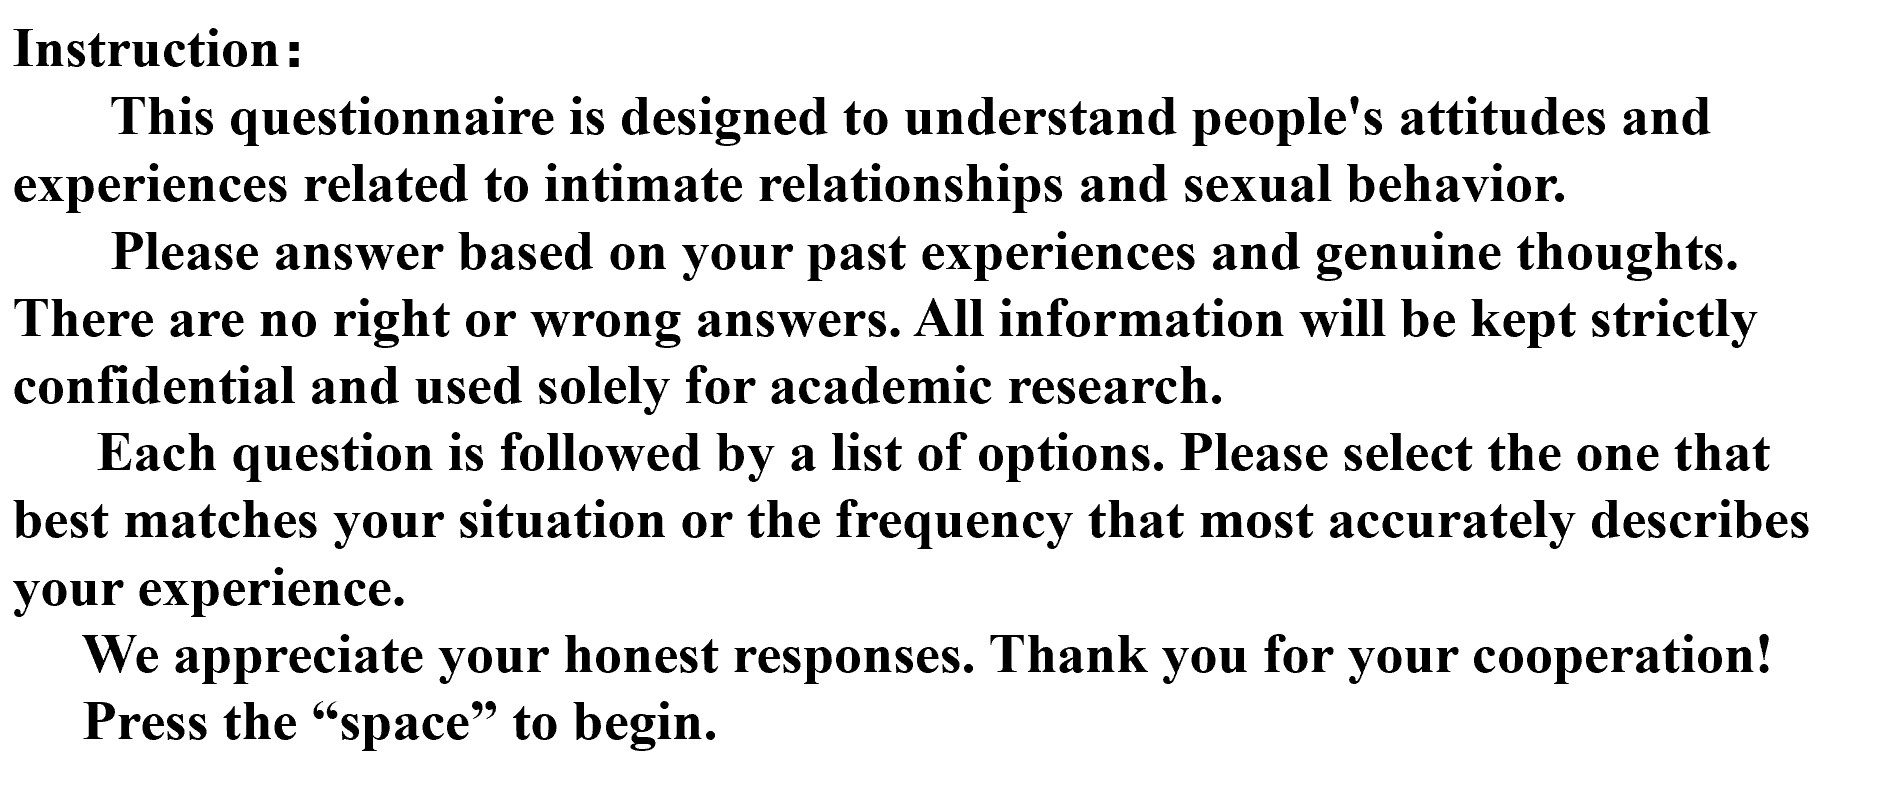 Instruction：
This questionnaire is designed to understand people's attitudes and
experiences related to intimate relationships and sexual behavior.
Please answer based on your past experiences and genuine thoughts.
There are no right or wrong answers. All information will be kept strictly
confidential and used solely for academic research.
Each question is followed by a list of options. Please select the one that
best matches your situation or the frequency that most accurately describes
your experience.
We appreciate your honest responses. Thank you for your cooperation!
Press the “space” to begin.